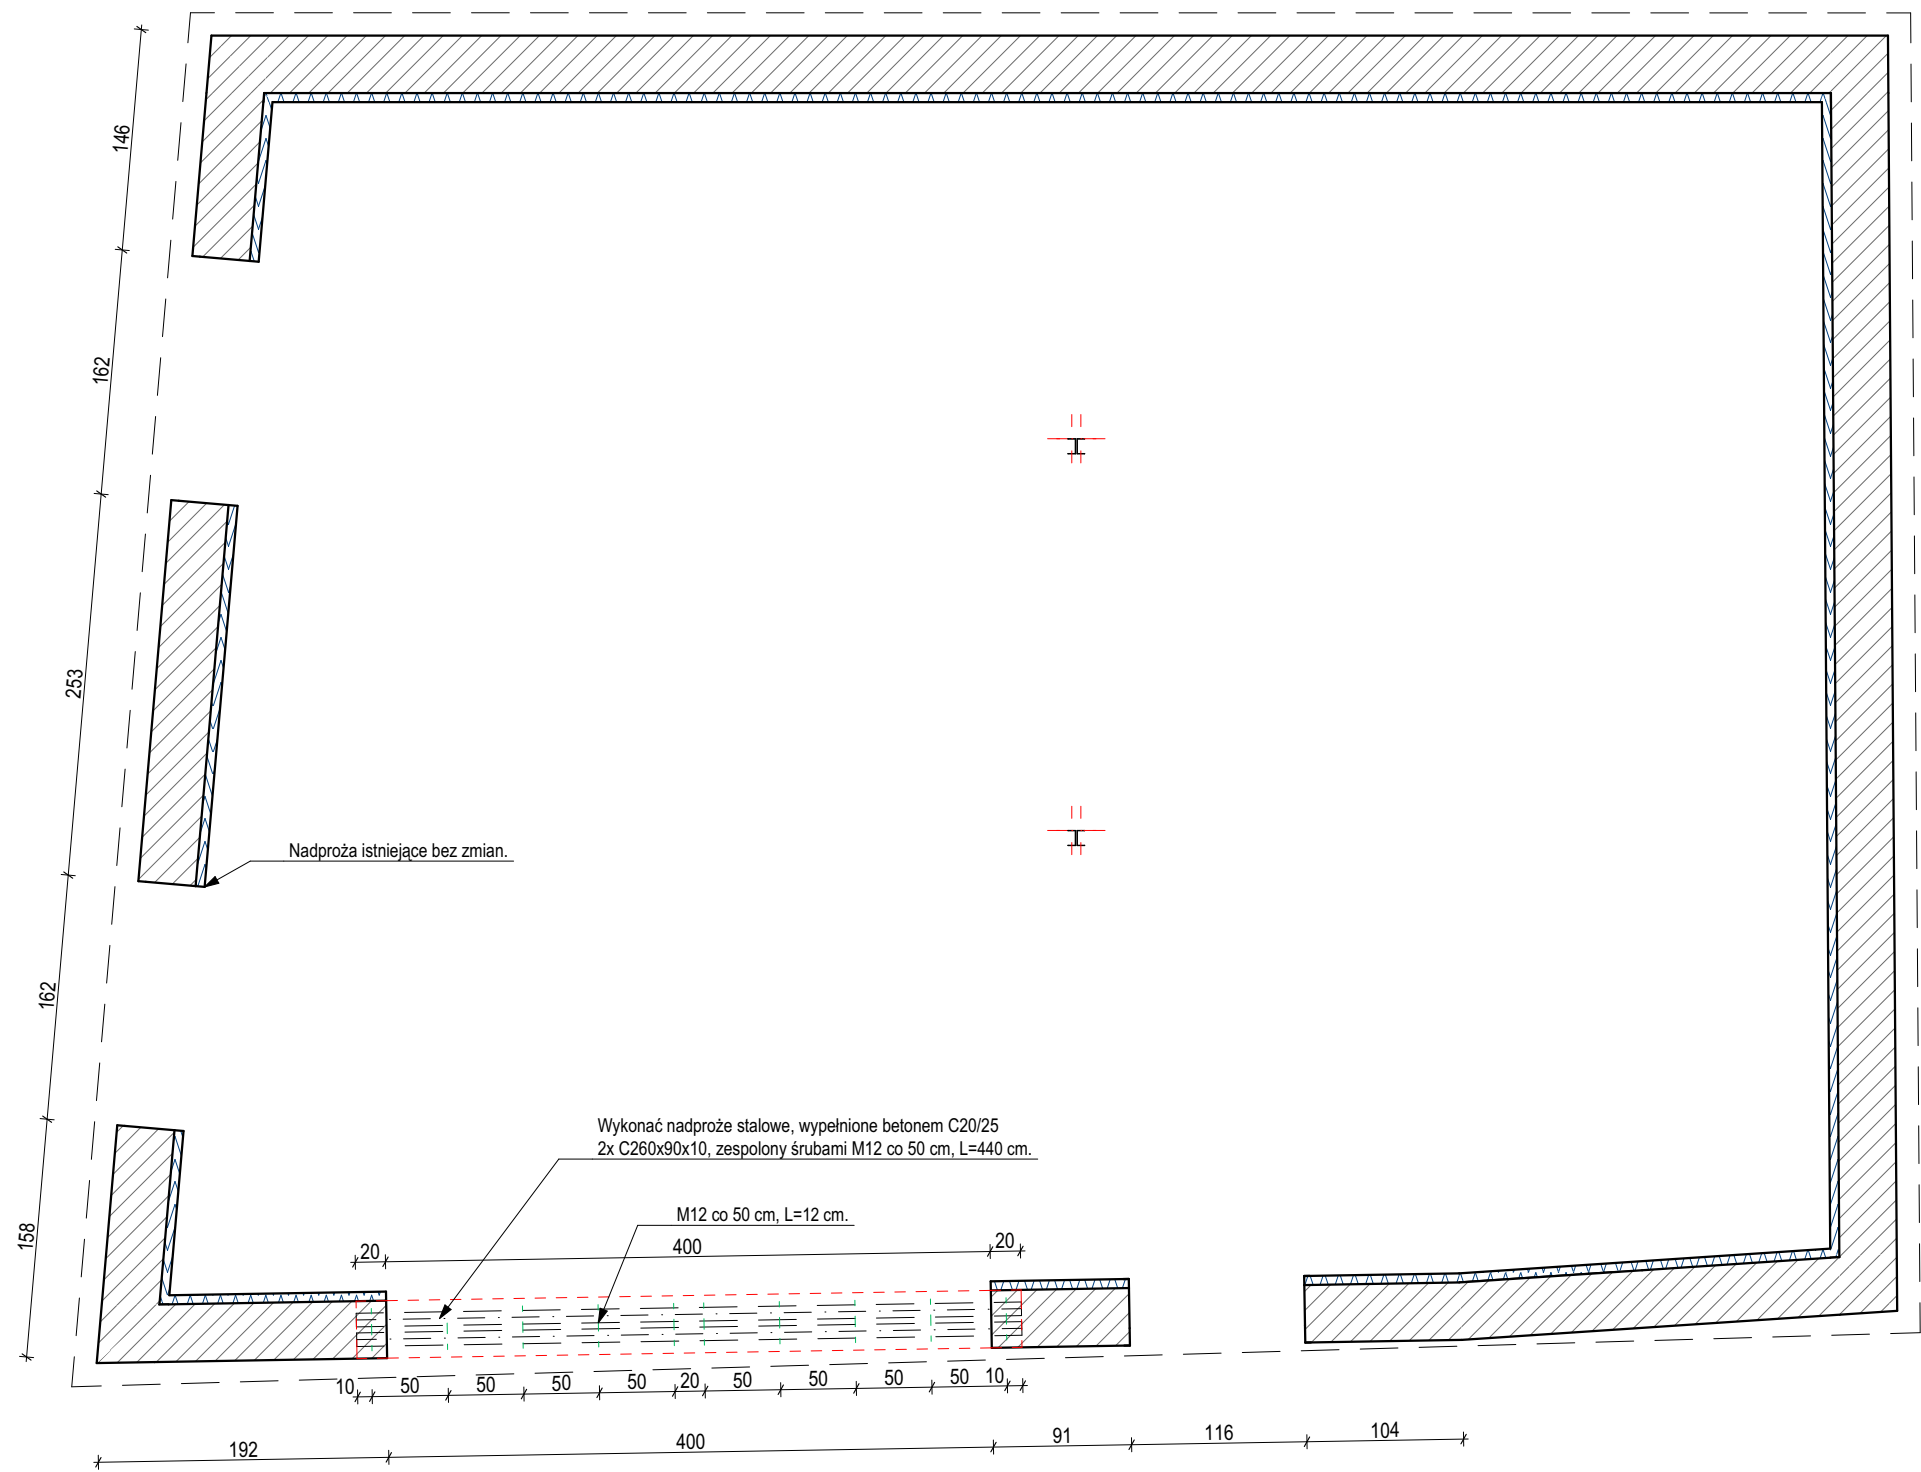 146
162
253
Nadproża istniejące bez zmian.
162
Wykonać nadproże stalowe, wypełnione betonem C20/25
2x C260x90x10, zespolony śrubami M12 co 50 cm, L=440 cm.
M12 co 50 cm, L=12 cm.
158
20 400 20
10 50 50 50 50 20 50 50 50 50 10
192 400 91 116 104